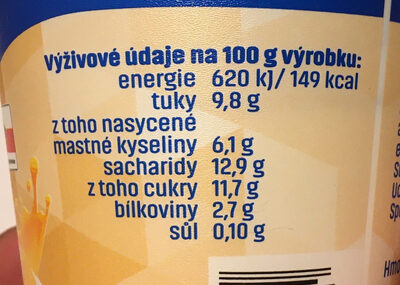 Výživové údaje na 100 g výrobku:
energie 620 kJ/ 149 kcal
tuky 9,8 g
z toho nasycené
mastné kyseliny 6,1 g
sacharidy 12,9 g
z toho cukry 11,7 g
bílkoviny 2,7 g
sůl 0,10 g